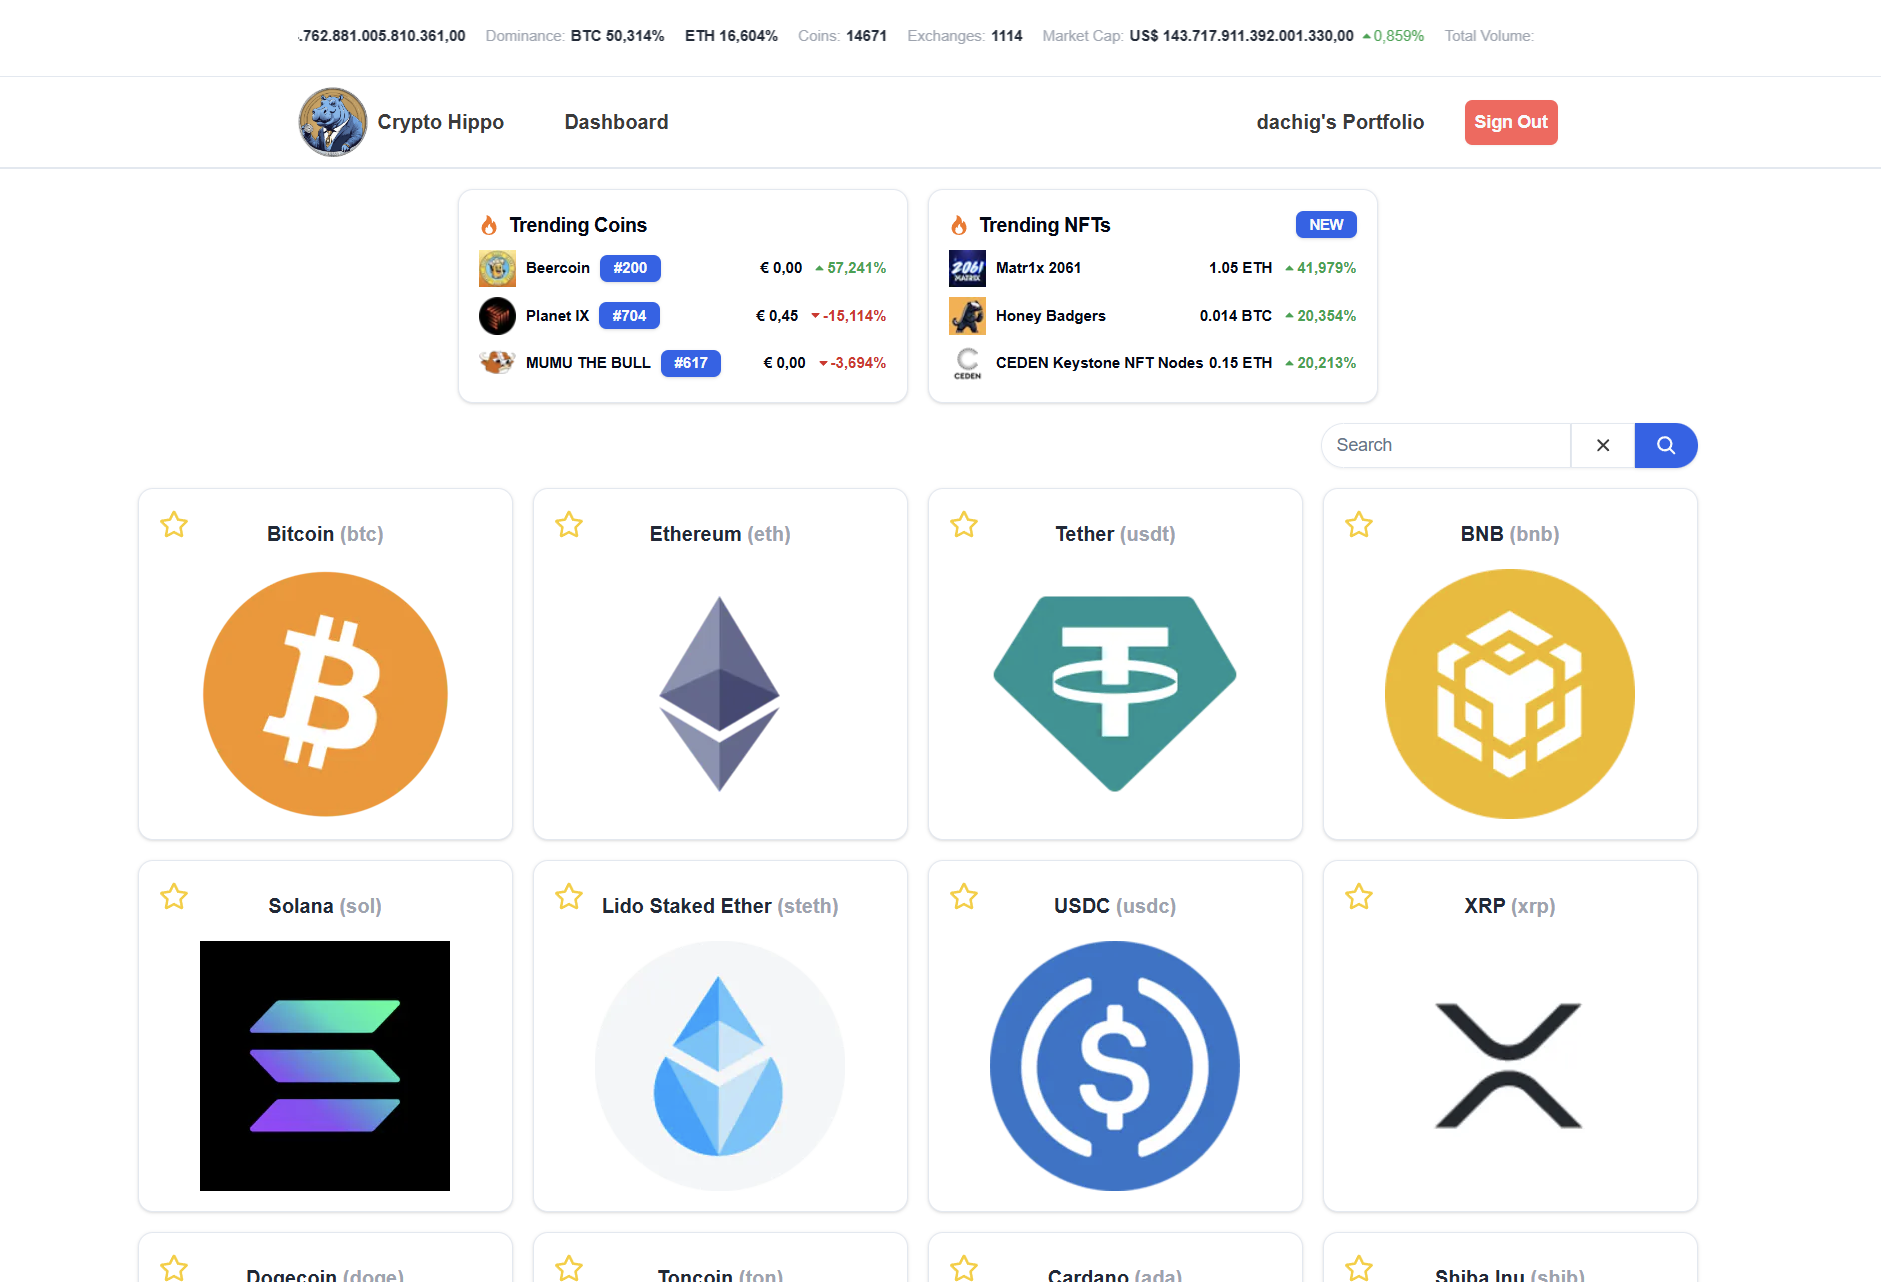 .762.881.005.810.361,00 Dominance: BTC 50,314% ETH 16,604% Coins: 14671 Exchanges: 1114 Market Cap: US$ 143.717.911.392.001.330,00 0,859% Total Volume:
Crypto Hippo Dashboard dachig's Portfolio Sign Out
Trending Coins
Beercoin #200 € 0,00 57,241%
Planet IX #704 € 0,45 -15,114%
MUMU THE BULL #617 € 0,00 -3,694%
Trending NFTs NEW
2061 MATR1X Matr1x 2061 1.05 ETH 41,979%
Honey Badgers 0.014 BTC 20,354%
CEDEN CEDEN Keystone NFT Nodes 0.15 ETH 20,213%
Search
Bitcoin (btc)
Ethereum (eth)
Tether (usdt)
BNB (bnb)
Solana (sol)
Lido Staked Ether (steth)
USDC (usdc)
XRP (xrp)
Dogecoin (doge)
Toncoin (ton)
Cardano (ada)
Shiba Inu (shib)